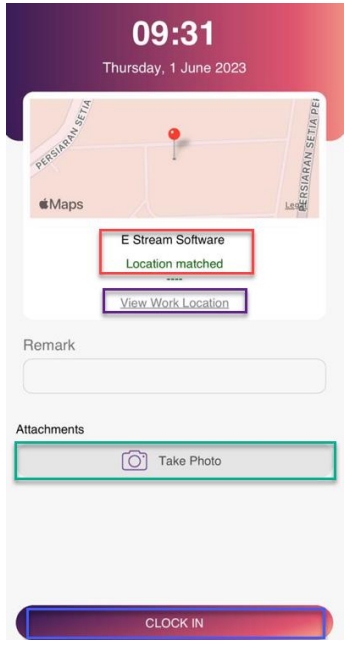 09:31
Thursday, 1 June 2023
PERSIARAN SETIA
PERSIARAN SETIA PE
Maps
E Stream Software
Location matched
----
View Work Location
Remark
Attachments
Take Photo
CLOCK IN